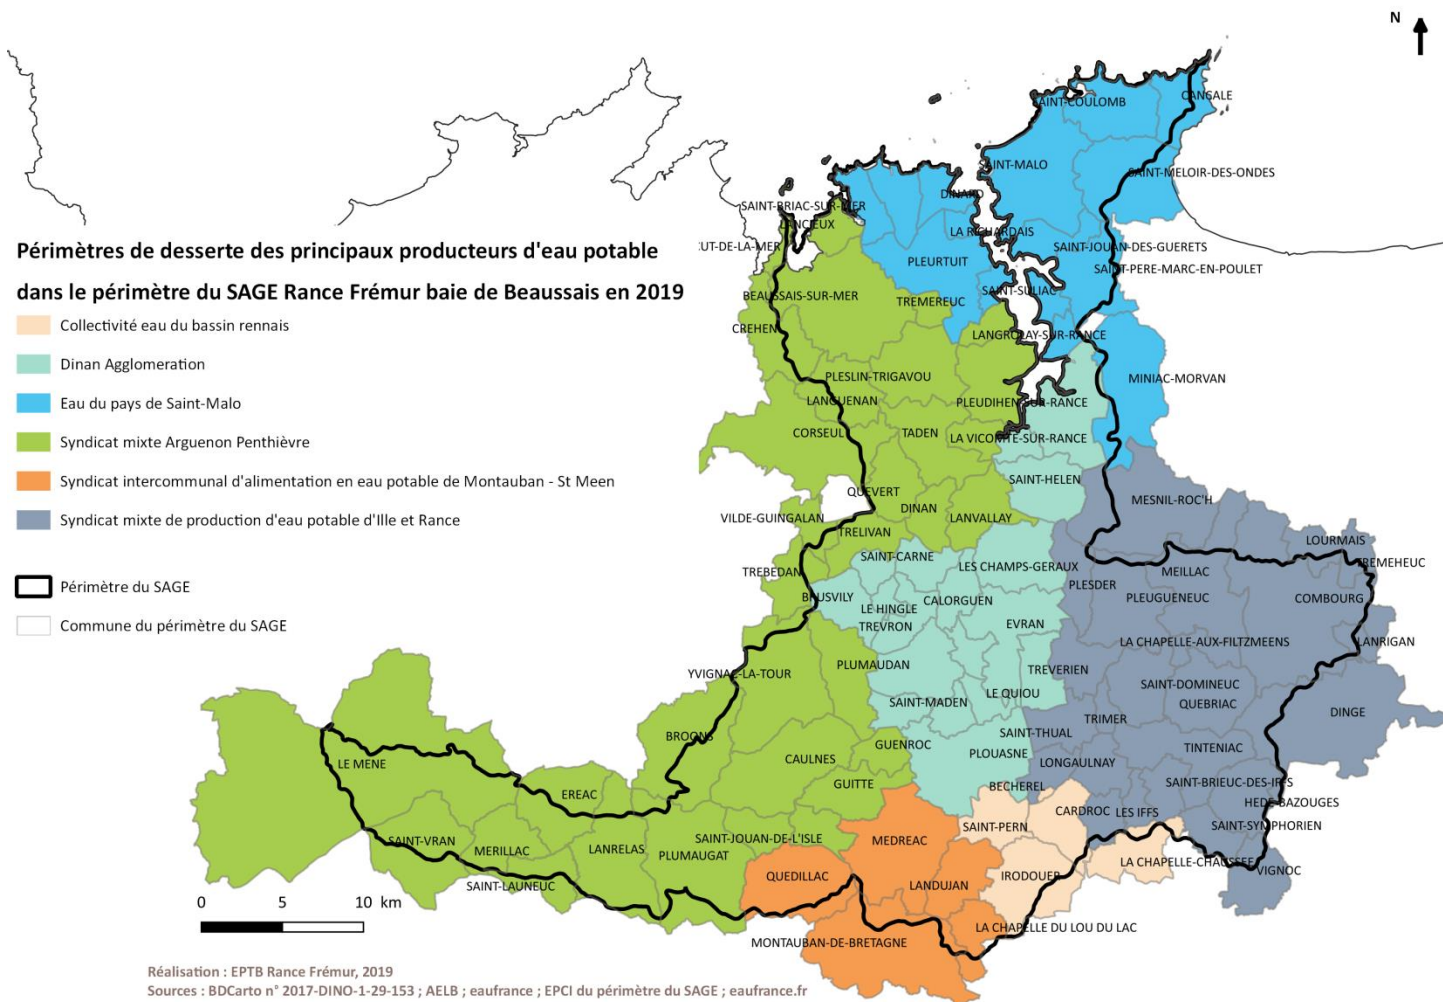 N
Périmètres de desserte des principaux producteurs d'eau potable
dans le périmètre du SAGE Rance Frémur baie de Beaussais en 2019
Collectivité eau du bassin rennais
Dinan Agglomeration
Eau du pays de Saint-Malo
Syndicat mixte Arguenon Penthièvre
Syndicat intercommunal d'alimentation en eau potable de Montauban - St Meen
Syndicat mixte de production d'eau potable d'Ille et Rance
Périmètre du SAGE
Commune du périmètre du SAGE
CANCALE
SAINT-COULOMB
SAINT-MALO
SAINT-MELOIR-DES-ONDES
DINARD
SAINT-BRIAC-SUR-MER
LANCIEUX
LA RICHARDAIS
UT-DE-LA-MER
SAINT-JOUAN-DES-GUERETS
PLEURTUIT
SAINT-PERE-MARC-EN-POULET
SAINT-SULIAC
BEAUSSAIS-SUR-MER
TREMEREUC
CREHEN
LANGROLAY-SUR-RANCE
PLESLIN-TRIGAVOU
MINIAC-MORVAN
LANGUENAN
PLEUDIHEN-SUR-RANCE
CORSEUL
TADEN
LA VICOMTE-SUR-RANCE
SAINT-HELEN
QUEVERT
MESNIL-ROC'H
DINAN
VILDE-GUINGALAN
LANVALLAY
TRELIVAN
LOURMAIS
SAINT-CARNE
TREMEHEUC
LES CHAMPS-GERAUX
TREBEDAN
MEILLAC
PLESDER
BRUSVILY
PLEUGUENEUC
COMBOURG
CALORGUEN
LE HINGLE
EVRAN
TREVRON
LA CHAPELLE-AUX-FILTZMEENS
LANRIGAN
PLUMAUDAN
TREVERIEN
YVIGNAC-LA-TOUR
SAINT-DOMINEUC
LE QUIOU
SAINT-MADEN
QUEBRIAC
DINGE
TRIMER
SAINT-THUAL
BROONS
GUENROC
TINTENIAC
PLOUASNE
CAULNES
LE MENE
LONGAULNAY
GUITTE
SAINT-BRIEUC-DES-IFFS
BECHEREL
EREAC
HEDE-BAZOUGES
CARDROC
LES IFFS
SAINT-PERN
SAINT-SYMPHORIEN
SAINT-JOUAN-DE-L'ISLE
MEDREAC
SAINT-VRAN
MERILLAC
LANRELAS
PLUMAUGAT
LA CHAPELLE-CHAUSSEE
VIGNOC
QUEDILLAC
IRODOUER
SAINT-LAUNEUC
LANDUJAN
LA CHAPELLE DU LOU DU LAC
MONTAUBAN-DE-BRETAGNE
0 5 10 km
Réalisation : EPTB Rance Frémur, 2019
Sources : BDCarto n° 2017-DINO-1-29-153 ; AELB ; eaufrance ; EPCI du périmètre du SAGE ; eaufrance.fr